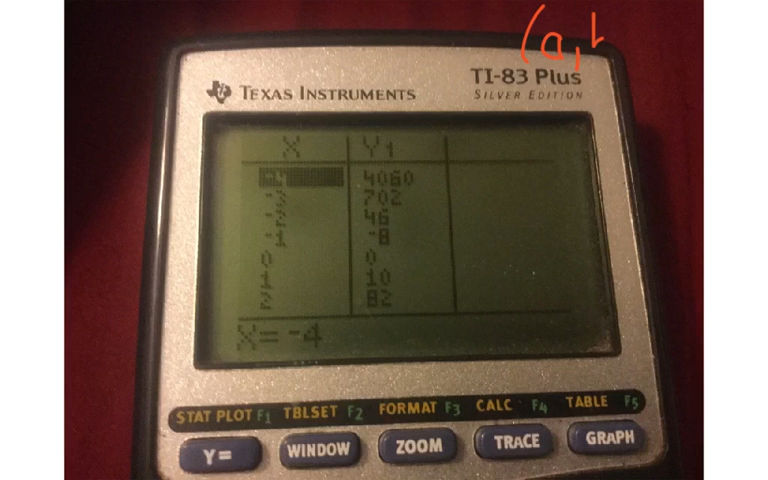 (a,
TI-83 Plus
TEXAS INSTRUMENTS
SILVER EDITION
X Y1
-4 4060
-3 702
-2 46
-1 -8
0 0
1 10
2 82
X= -4
STAT PLOT F1 TBLSET F2 FORMAT F3 CALC F4 TABLE F5
Y= WINDOW ZOOM TRACE GRAPH